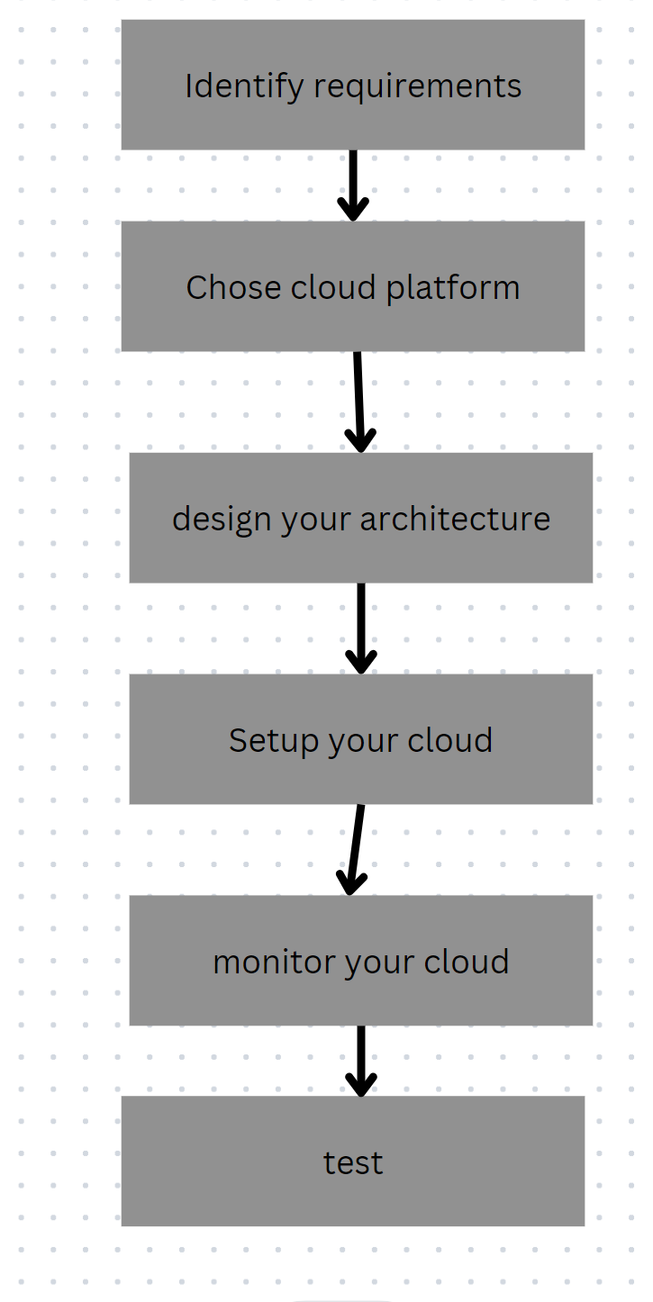 Identify requirements
Chose cloud platform
design your architecture
Setup your cloud
monitor your cloud
test